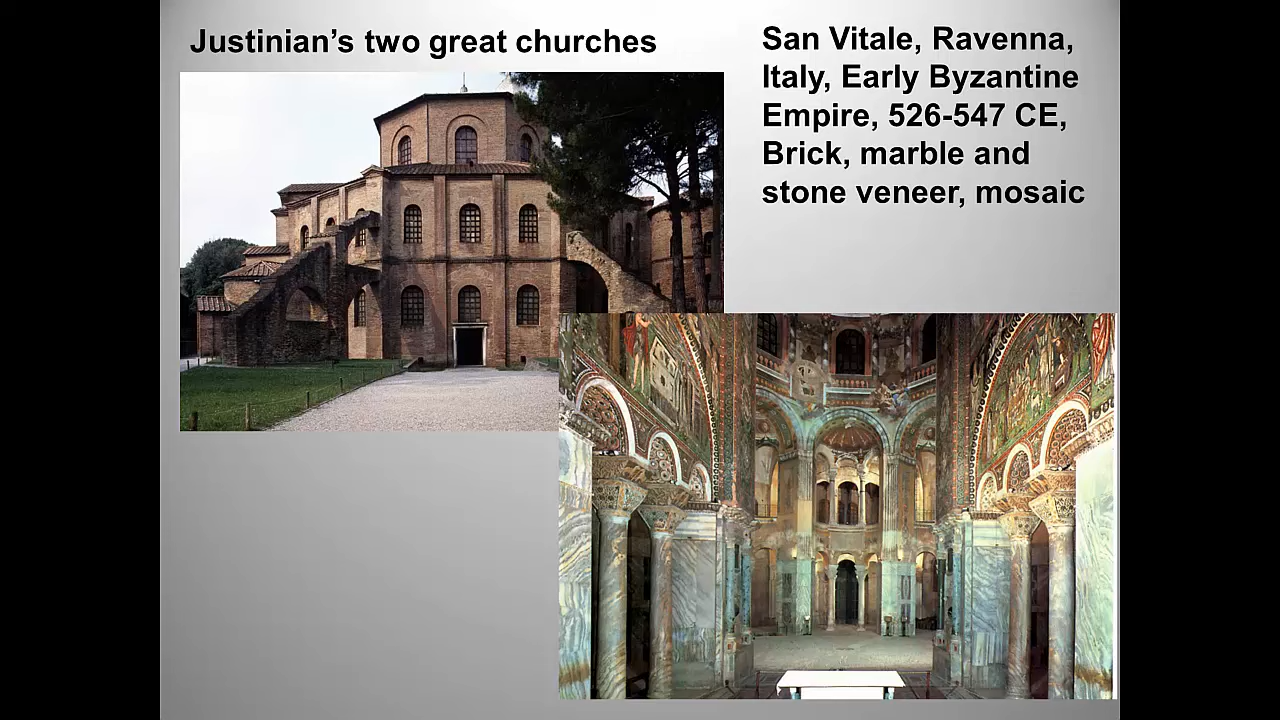 Justinian’s two great churches
San Vitale, Ravenna,
Italy, Early Byzantine
Empire, 526-547 CE,
Brick, marble and
stone veneer, mosaic